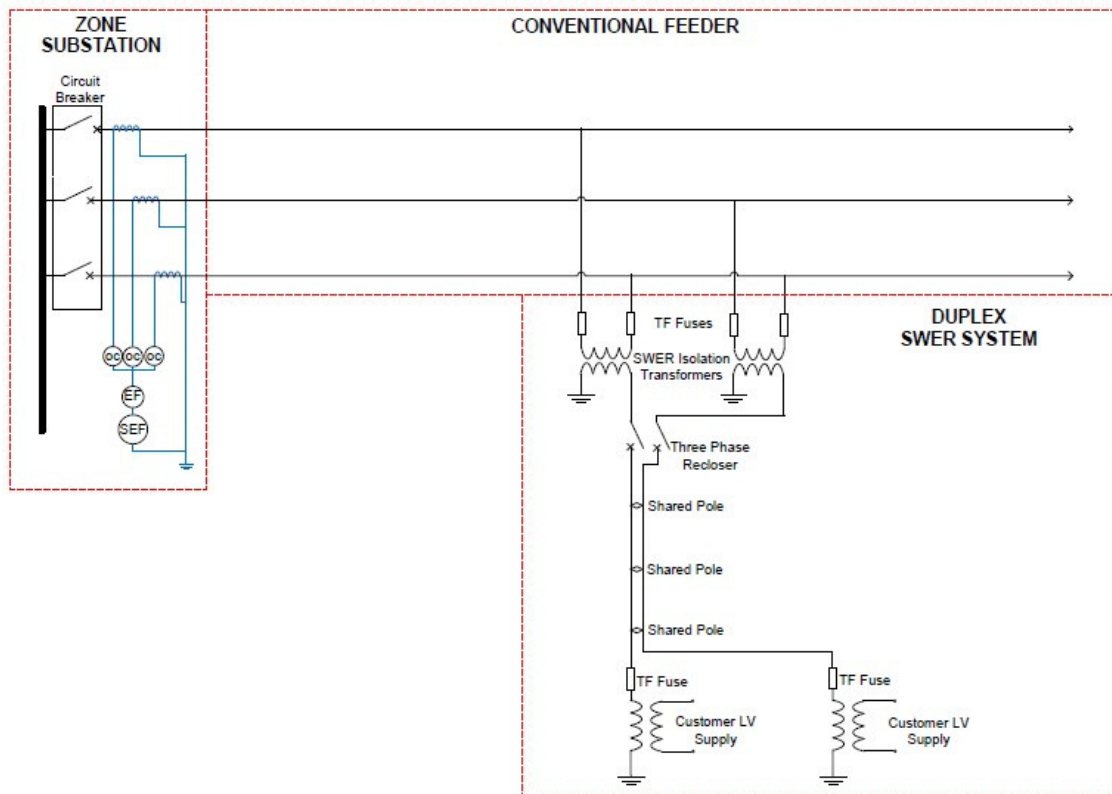 ZONE
SUBSTATION
CONVENTIONAL FEEDER
Circuit
Breaker
OC
OC
OC
EF
SEF
DUPLEX
SWER SYSTEM
TF Fuses
SWER Isolation
Transformers
Three Phase
Recloser
Shared Pole
Shared Pole
Shared Pole
TF Fuse
TF Fuse
Customer LV
Supply
Customer LV
Supply